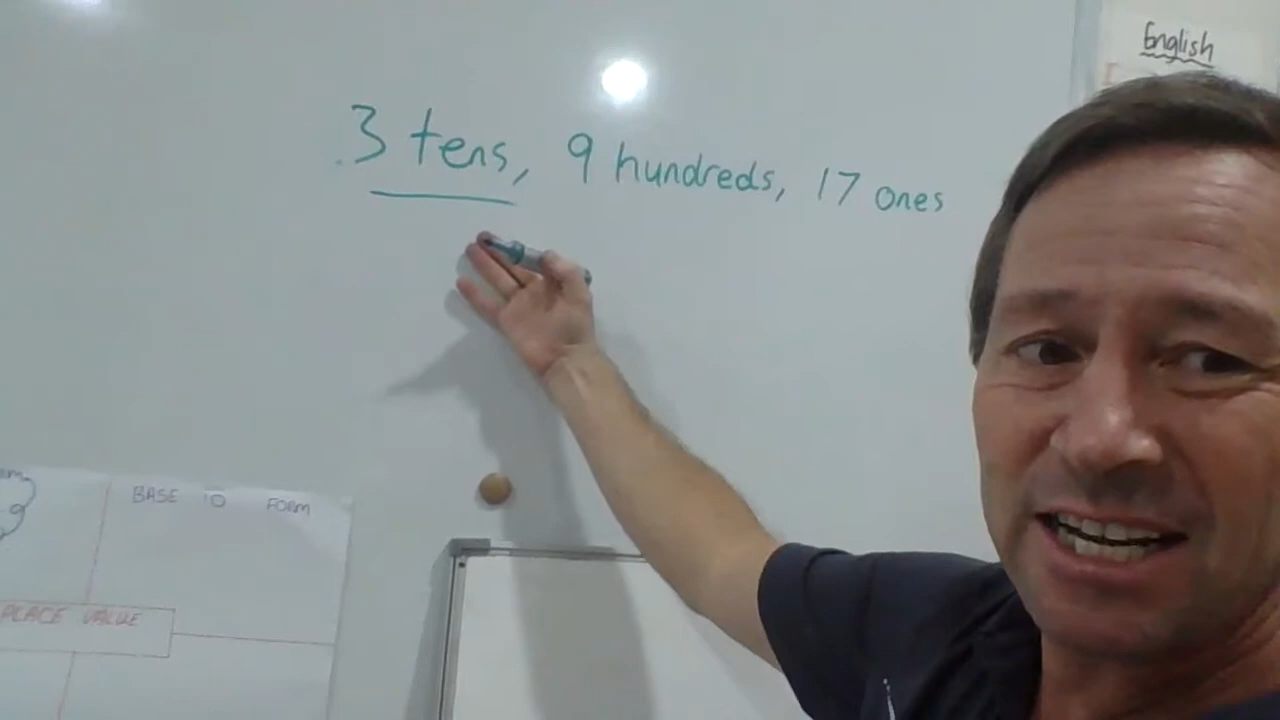 English
3 tens, 9 hundreds, 17 ones
BASE 10 FORM
PLACE VALUE